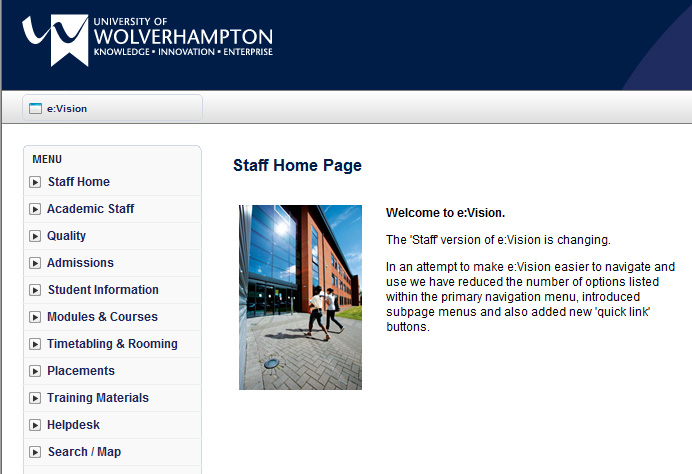 UNIVERSITY OF
WOLVERHAMPTON
KNOWLEDGE • INNOVATION • ENTERPRISE
e:Vision
MENU
Staff Home
Academic Staff
Quality
Admissions
Student Information
Modules & Courses
Timetabling & Rooming
Placements
Training Materials
Helpdesk
Search / Map
Staff Home Page
Welcome to e:Vision.
The 'Staff' version of e:Vision is changing.
In an attempt to make e:Vision easier to navigate and
use we have reduced the number of options listed
within the primary navigation menu, introduced
subpage menus and also added new 'quick link'
buttons.